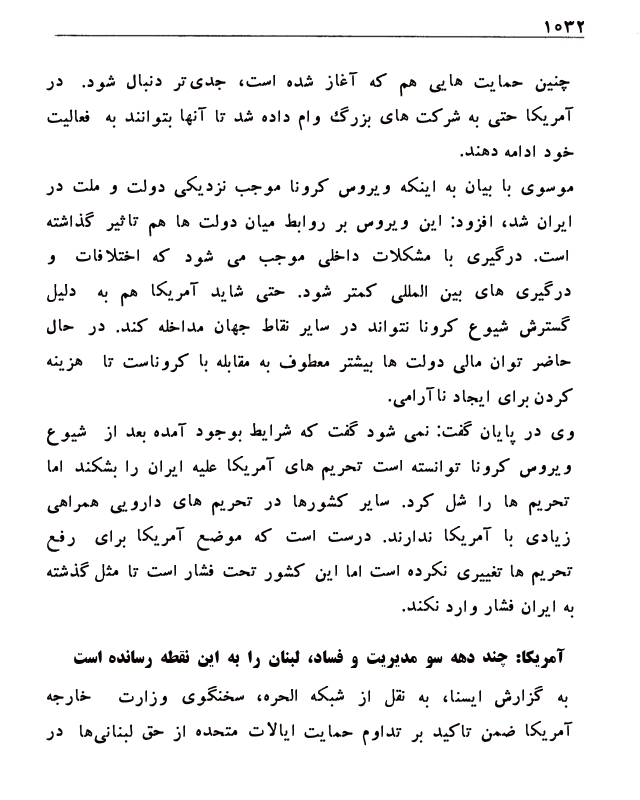 ۱۰۳۲
چنین حمایت هایی هم که آغاز شده است، جدی‌تر دنبال شود. در
آمریکا حتی به شرکت های بزرگ وام داده شد تا آنها بتوانند به فعالیت
خود ادامه دهند.
موسوی با بیان به اینکه ویروس کرونا موجب نزدیکی دولت و ملت در
ایران شد، افزود: این ویروس بر روابط میان دولت ها هم تاثیر گذاشته
است. درگیری با مشکلات داخلی موجب می شود که اختلافات و
درگیری های بین المللی کمتر شود. حتی شاید آمریکا هم به دلیل
گسترش شیوع کرونا نتواند در سایر نقاط جهان مداخله کند. در حال
حاضر توان مالی دولت ها بیشتر معطوف به مقابله با کروناست تا هزینه
کردن برای ایجاد ناآرامی.
وی در پایان گفت: نمی شود گفت که شرایط بوجود آمده بعد از شیوع
ویروس کرونا توانسته است تحریم های آمریکا علیه ایران را بشکند اما
تحریم ها را شل کرد. سایر کشورها در تحریم های دارویی همراهی
زیادی با آمریکا ندارند. درست است که موضع آمریکا برای رفع
تحریم ها تغییری نکرده است اما این کشور تحت فشار است تا مثل گذشته
به ایران فشار وارد نکند.
آمریکا: چند دهه سو مدیریت و فساد، لبنان را به این نقطه رسانده است
به گزارش ایسنا، به نقل از شبکه الحره، سخنگوی وزارت خارجه
آمریکا ضمن تاکید بر تداوم حمایت ایالات متحده از حق لبنانی‌ها در